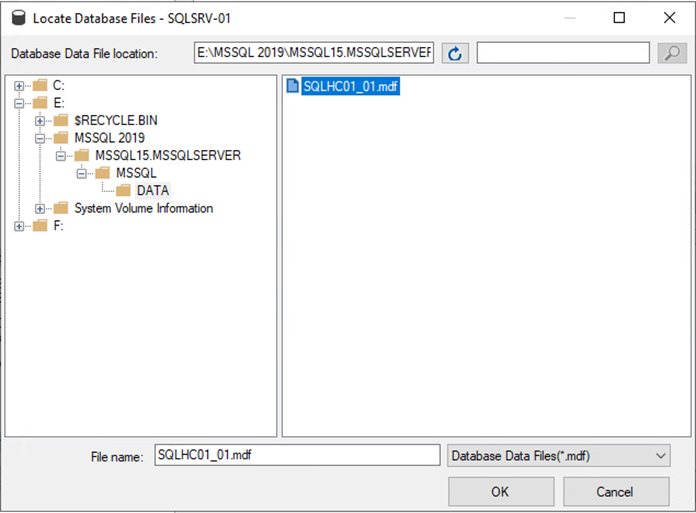 Locate Database Files - SQLSRV-01
Database Data File location: E:\MSSQL 2019\MSSQL15.MSSQLSERVER
C:
E:
$RECYCLE.BIN
MSSQL 2019
MSSQL15.MSSQLSERVER
MSSQL
DATA
System Volume Information
F:
SQLHC01_01.mdf
File name: SQLHC01_01.mdf Database Data Files(*.mdf)
OK Cancel